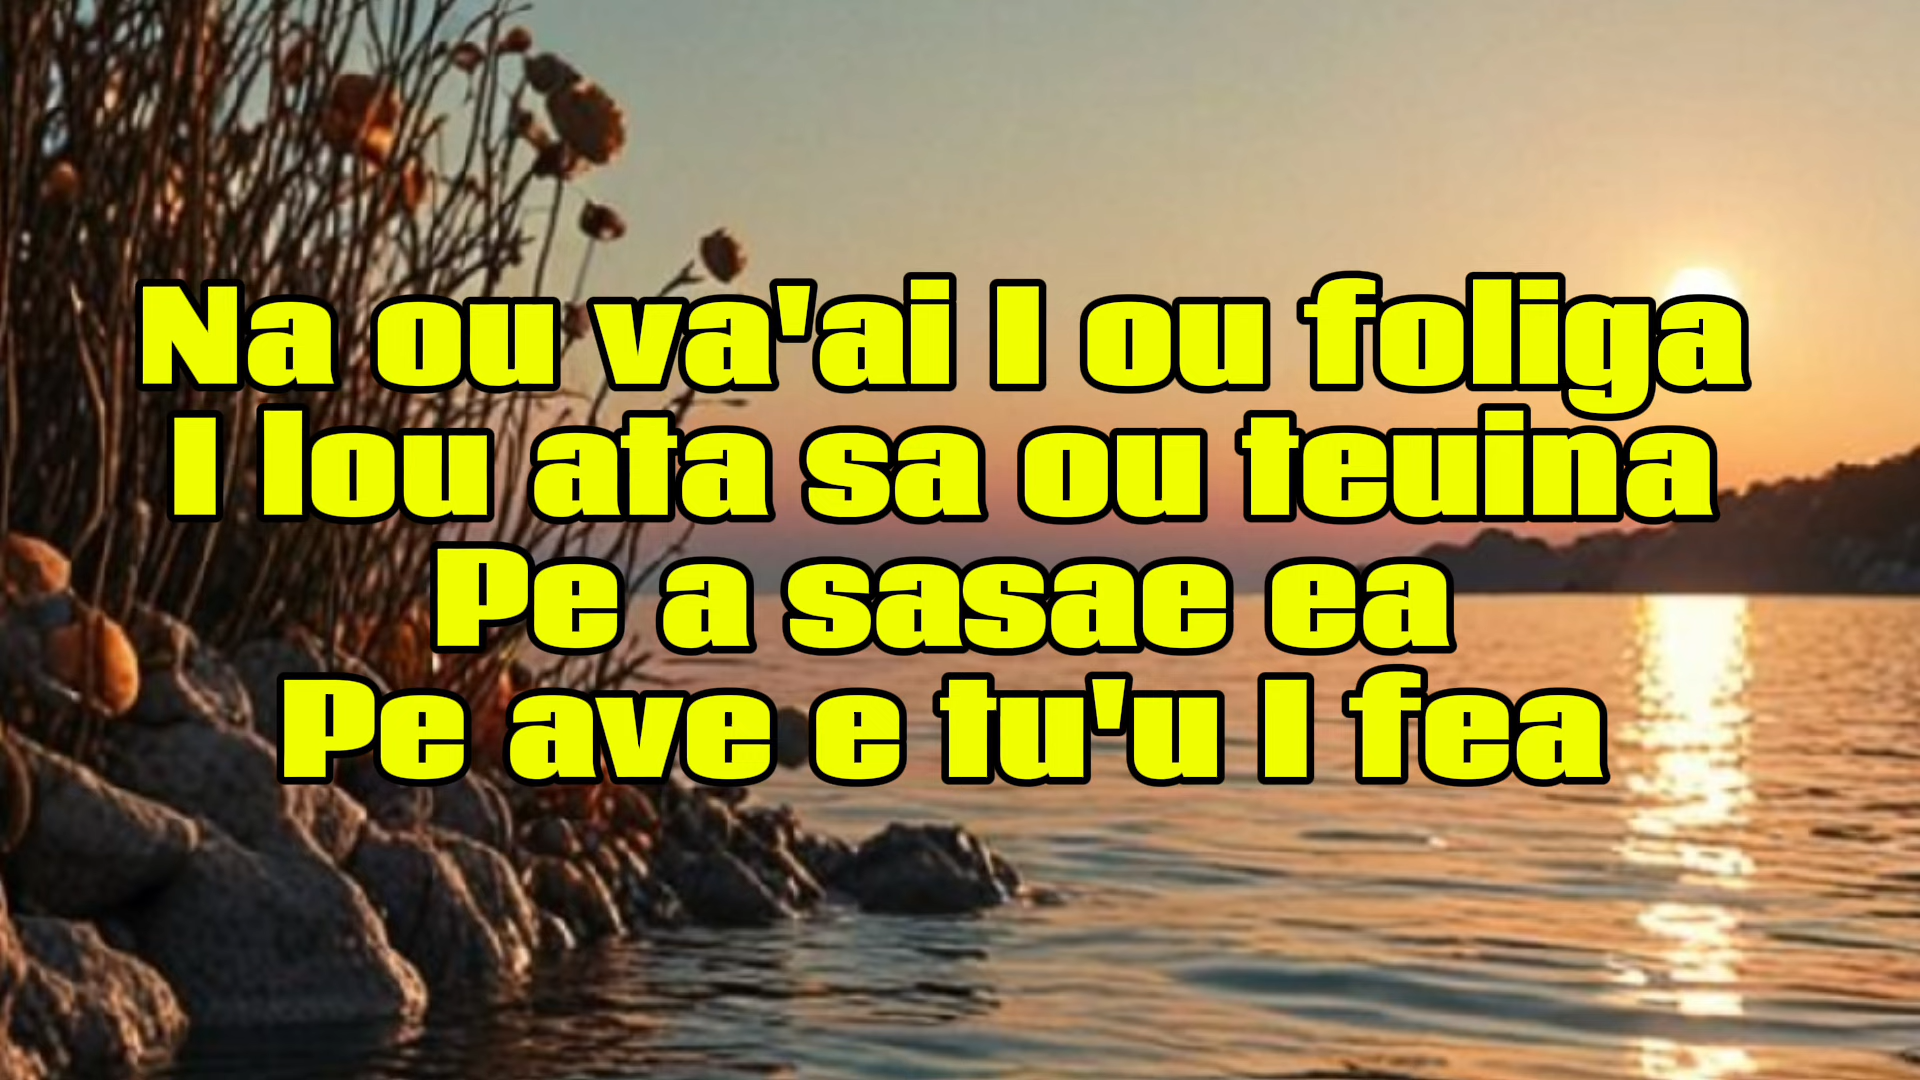 Na ou va'ai I ou foliga
I lou ata sa ou teuina
Pe a sasae ea
Pe ave e tu'u I fea